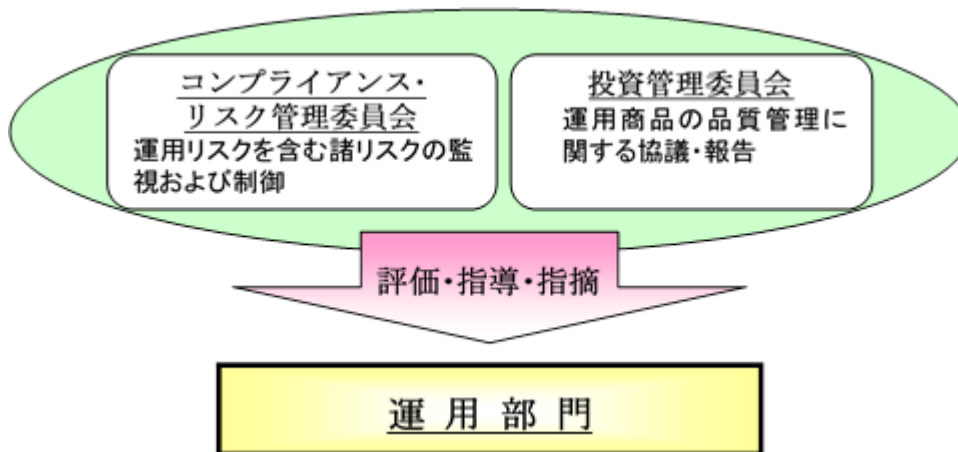 コンプライアンス・
リスク管理委員会
運用リスクを含む諸リスクの監
視および制御
投資管理委員会
運用商品の品質管理に
関する協議・報告
評価・指導・指摘
運用部門